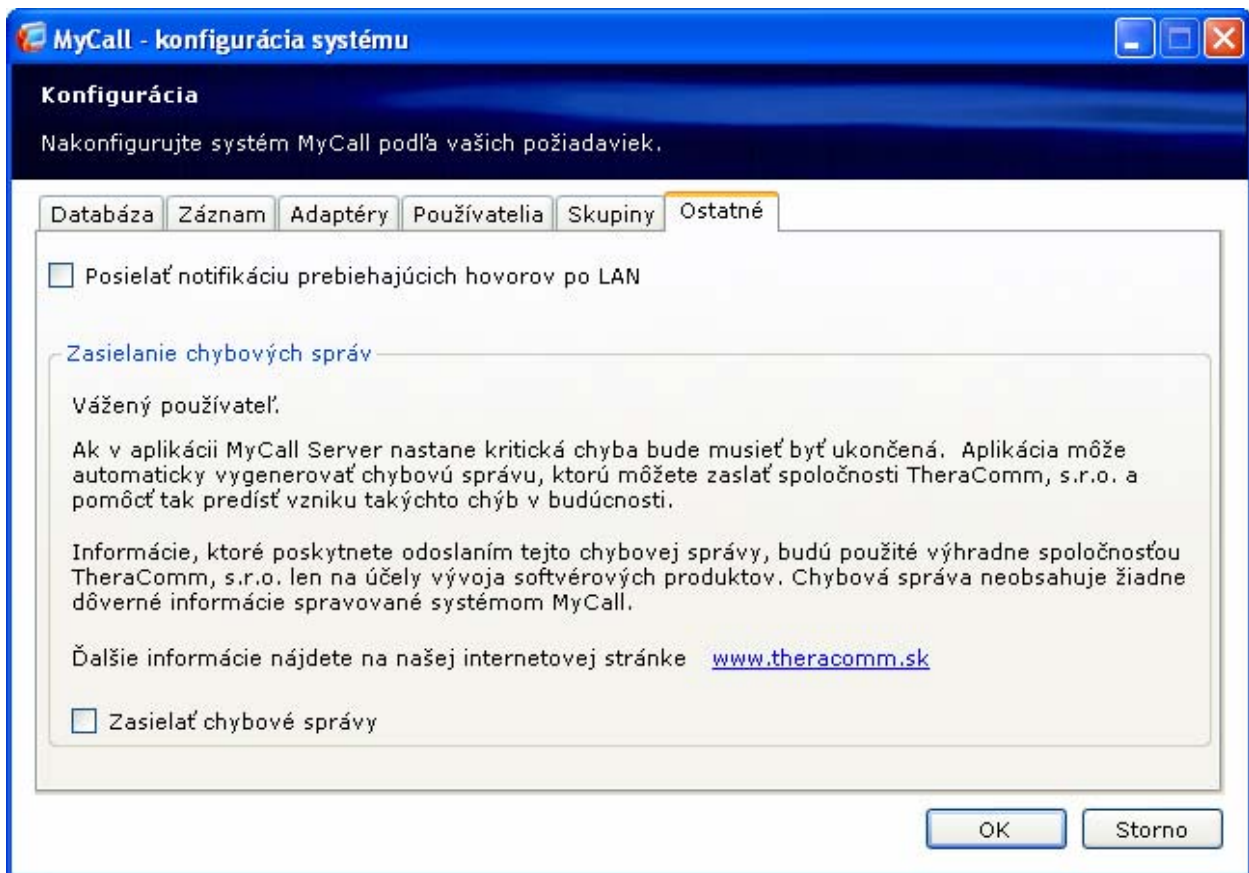 MyCall - konfigurácia systému
Konfigurácia
Nakonfigurujte systém MyCall podľa vašich požiadaviek.
Databáza Záznam Adaptéry Používatelia Skupiny Ostatné
Posielať notifikáciu prebiehajúcich hovorov po LAN
Zasielanie chybových správ
Vážený používateľ.
Ak v aplikácii MyCall Server nastane kritická chyba bude musieť byť ukončená. Aplikácia môže
automaticky vygenerovať chybovú správu, ktorú môžete zaslať spoločnosti TheraComm, s.r.o. a
pomôcť tak predísť vzniku takýchto chýb v budúcnosti.
Informácie, ktoré poskytnete odoslaním tejto chybovej správy, budú použité výhradne spoločnosťou
TheraComm, s.r.o. len na účely vývoja softvérových produktov. Chybová správa neobsahuje žiadne
dôverné informácie spravované systémom MyCall.
Ďalšie informácie nájdete na našej internetovej stránke www.theracomm.sk
Zasielať chybové správy
OK Storno